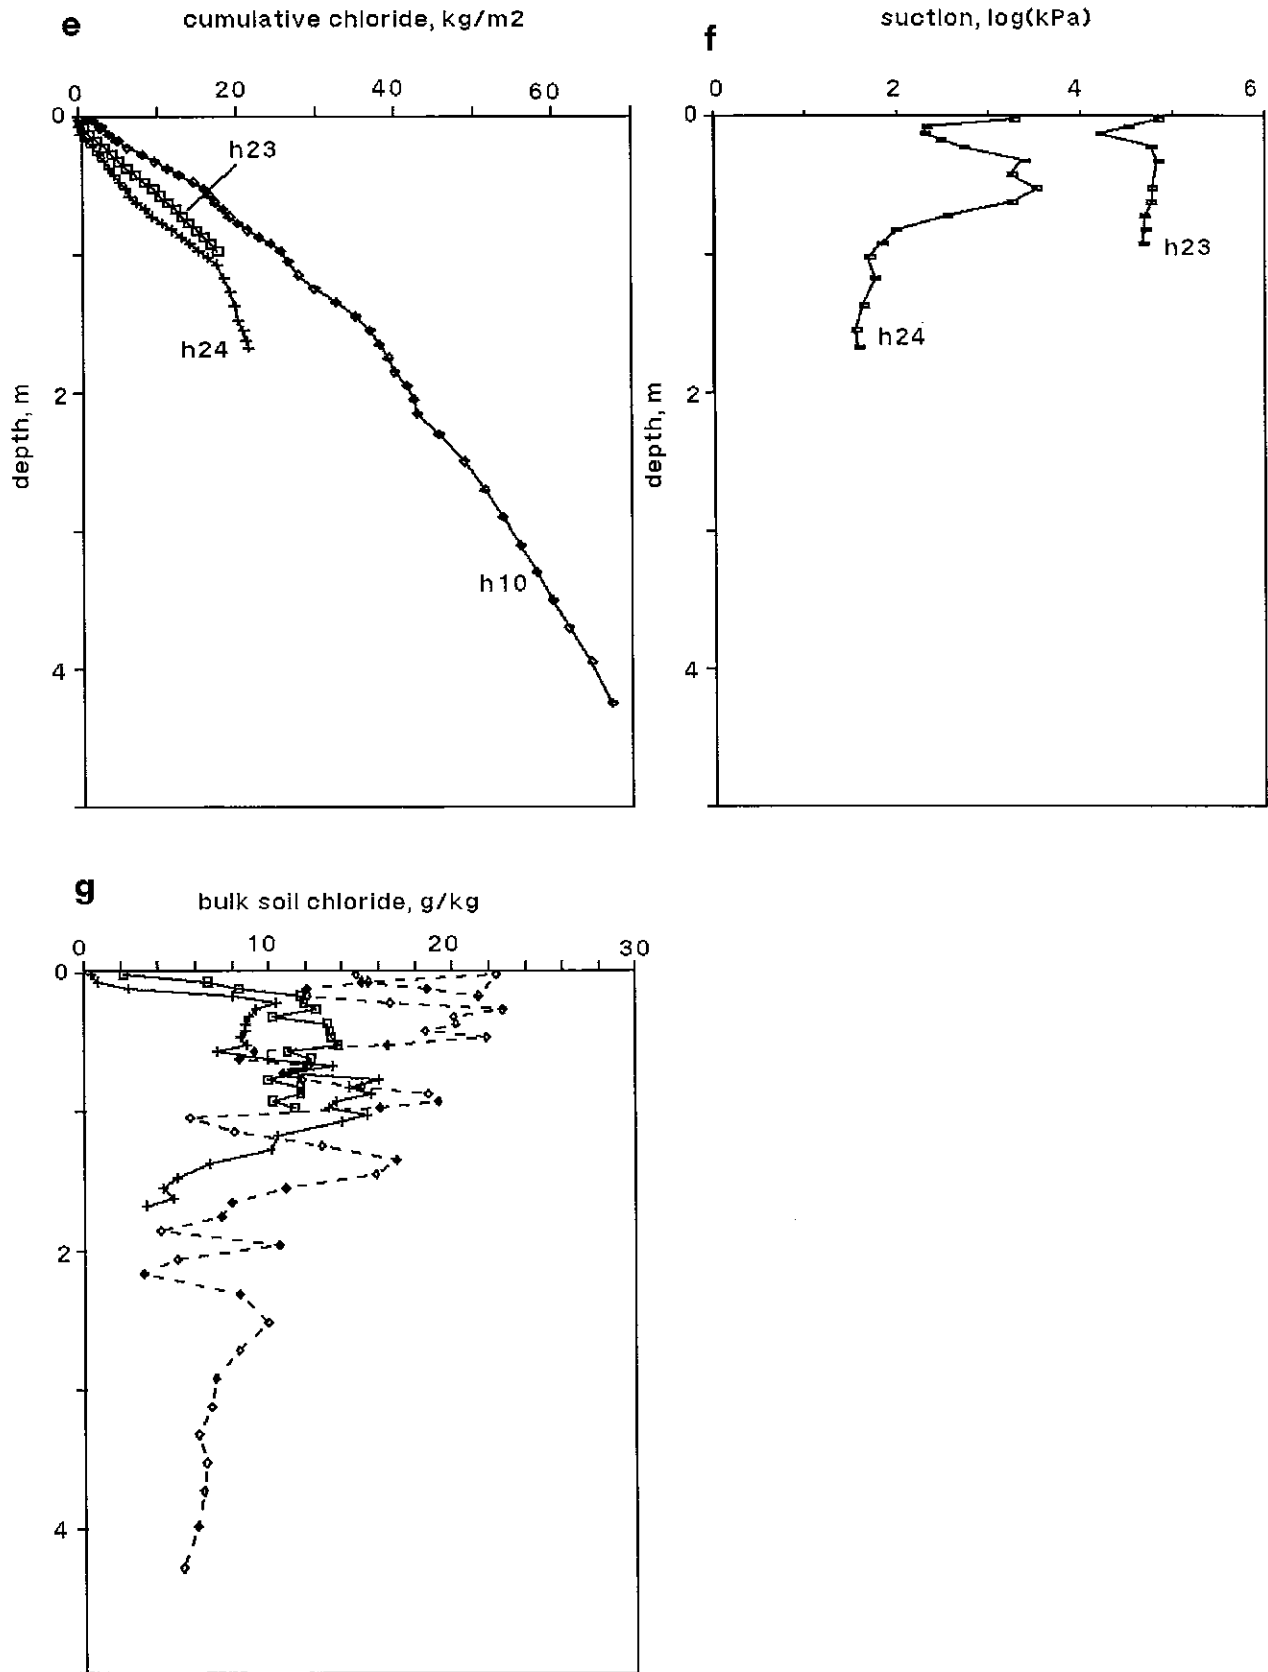 e cumulative chloride, kg/m2
0 20 40 60
0
h23
h24
2
depth, m
h10
4
f suction, log(kPa)
0 2 4 6
0
h23
h24
2
depth, m
4
g
bulk soil chloride, g/kg
0 10 20 30
0
2
4